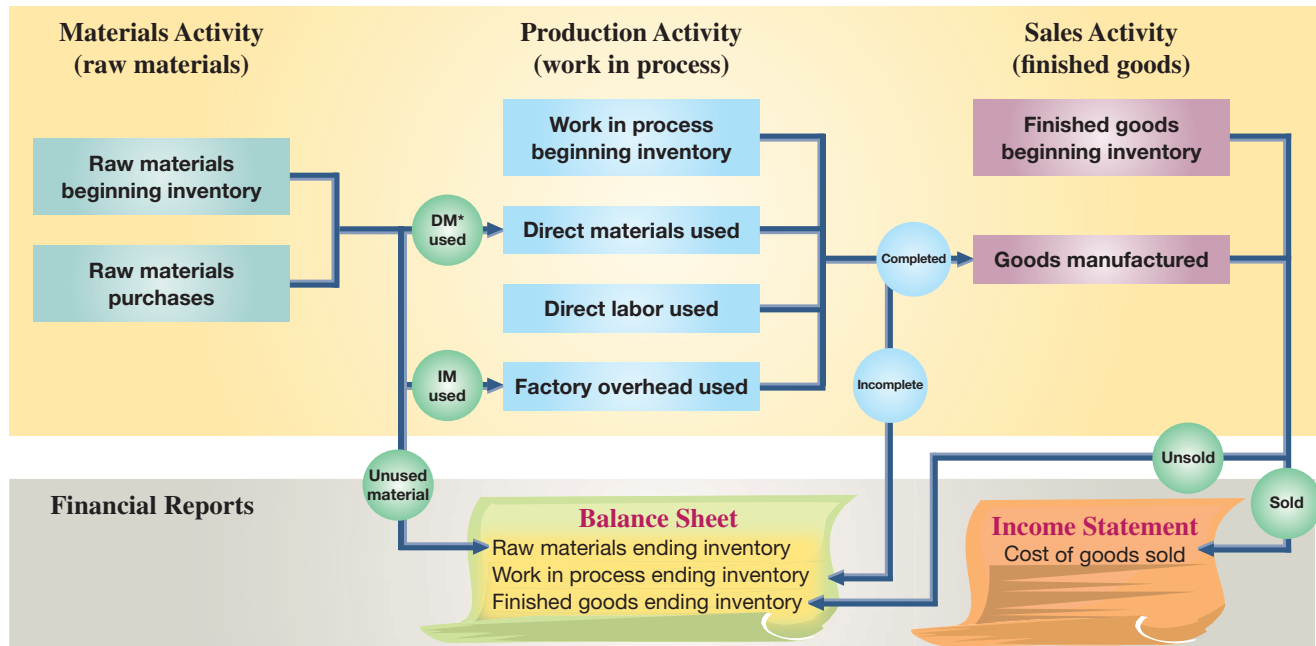 Materials Activity
(raw materials)
Production Activity
(work in process)
Sales Activity
(finished goods)
Raw materials
beginning inventory
Raw materials
purchases
DM*
used
IM
used
Unused
material
Work in process
beginning inventory
Direct materials used
Direct labor used
Factory overhead used
Completed
Incomplete
Finished goods
beginning inventory
Goods manufactured
Unsold
Sold
Financial Reports
Balance Sheet
Raw materials ending inventory
Work in process ending inventory
Finished goods ending inventory
Income Statement
Cost of goods sold